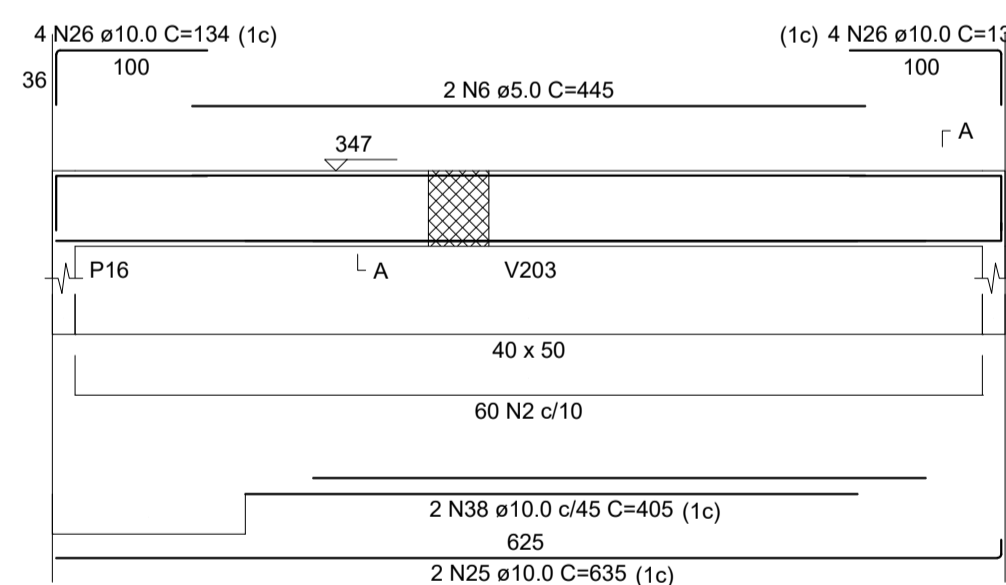 4 N26 ø10.0 C=134 (1c)
(1c) 4 N26 ø10.0 C=13
36
100
100
2 N6 ø5.0 C=445
A
347
P16
A
V203
40 x 50
60 N2 c/10
2 N38 ø10.0 c/45 C=405 (1c)
625
2 N25 ø10.0 C=635 (1c)